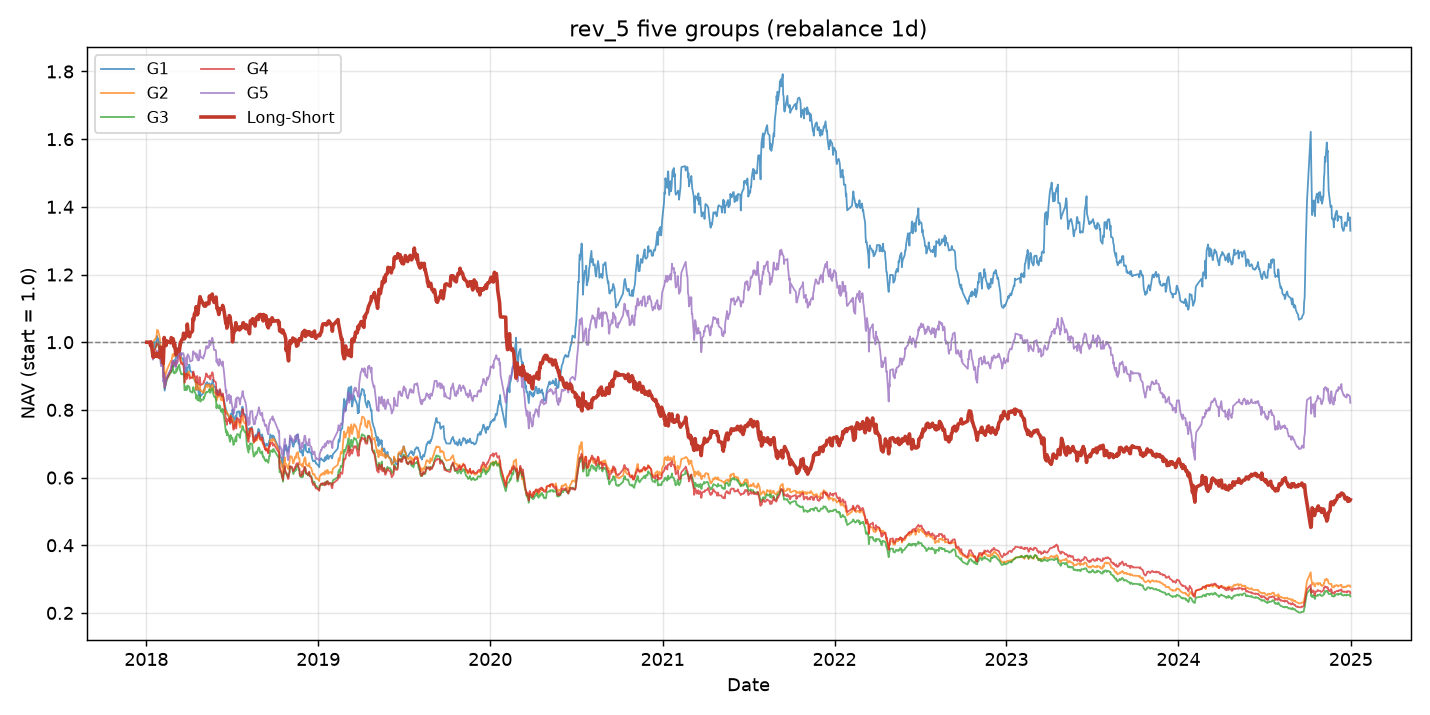 rev_5 five groups (rebalance 1d)
G1 G4
G2 G5
G3 Long-Short
NAV (start = 1.0)
1.8
1.6
1.4
1.2
1.0
0.8
0.6
0.4
0.2
2018 2019 2020 2021 2022 2023 2024 2025
Date